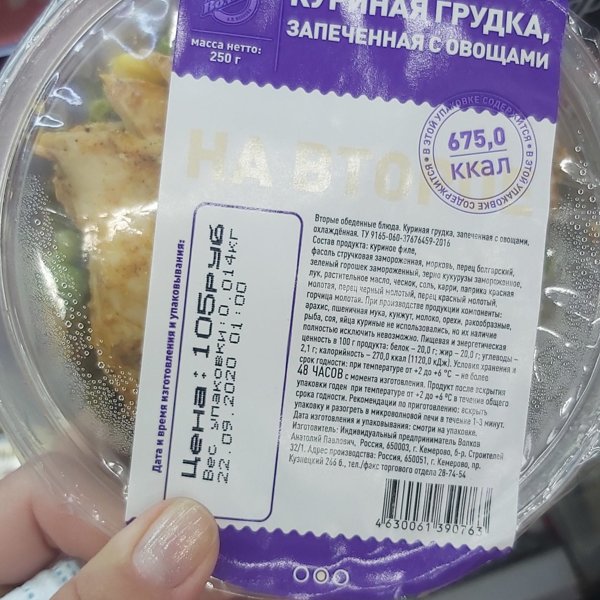 КУРИНАЯ ГРУДКА,
ЗАПЕЧЕННАЯ С ОВОЩАМИ
масса нетто:
250 г
В ЭТОЙ УПАКОВКЕ СОДЕРЖИТСЯ • В ЭТОЙ УПАКОВКЕ СОДЕРЖИТСЯ •
675,0
ккал
НА ВТОРОЕ
Дата и время изготовления и упаковывания:
Цена: 105руб
Вес упаковки:0.014кг
22.09.2020 01:00
Вторые обеденные блюда. Куриная грудка, запеченная с овощами,
охлаждённая. ТУ 9165-060-37676459-2016
Состав продукта: куриное филе,
фасоль стручковая замороженная, морковь, перец болгарский,
зеленый горошек замороженный, зерно кукурузы замороженное,
лук, растительное масло, чеснок, соль, карри, паприка красная
молотая, перец черный молотый, перец красный молотый,
горчица молотая. При производстве продукции компоненты:
арахис, пшеничная мука, кунжут, молоко, орехи, ракообразные,
рыба, соя, яйца куриные не использовались, но их наличие
полностью исключить невозможно. Пищевая и энергетическая
ценность в 100 г продукта: белок – 20,0 г; жир – 20,0 г; углеводы –
2,1 г; калорийность – 270,0 ккал (1120,0 кДж). Условия хранения и
срок годности: при температуре от +2 до +6 °С – не более
48 ЧАСОВ с момента изготовления. Продукт после вскрытия
упаковки годен при температуре от +2 до +6 °С в течение общего
срока годности. Рекомендации по приготовлению: вскрыть
упаковку и разогреть в микроволновой печи в течение 1-3 минут.
Дата изготовления и упаковывания: смотри на упаковке.
Изготовитель: Индивидуальный предприниматель Волков
Анатолий Павлович, Россия, 650003, г. Кемерово, б-р, Строителей
32/1. Адрес производства: Россия, 650051, г. Кемерово, пр.
Кузнецкий 246 б., тел./факс торгового отдела 28-74-54
4630061390763